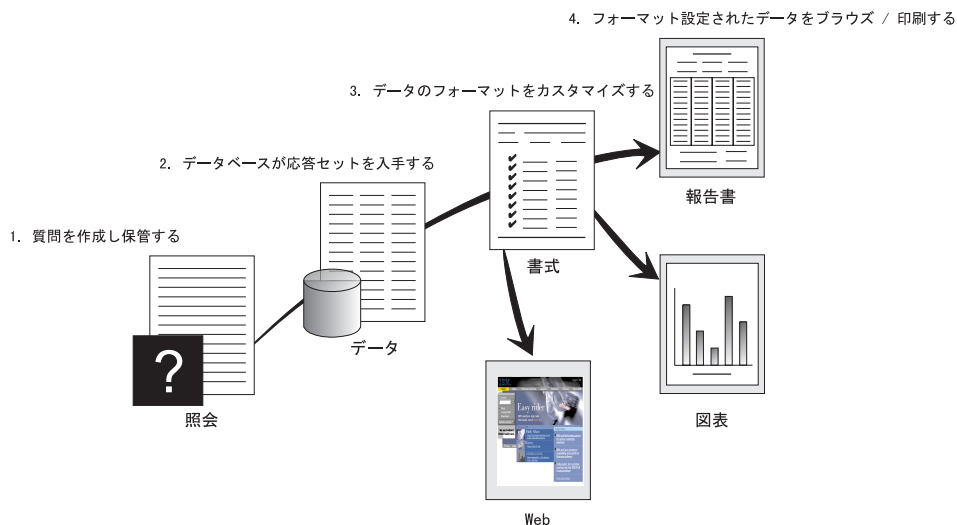 4. フォーマット設定されたデータをブラウズ / 印刷する
3. データのフォーマットをカスタマイズする
2. データベースが応答セットを入手する
1. 質問を作成し保管する
報告書
書式
データ
?
照会
図表
IBM
Easy rider
Web